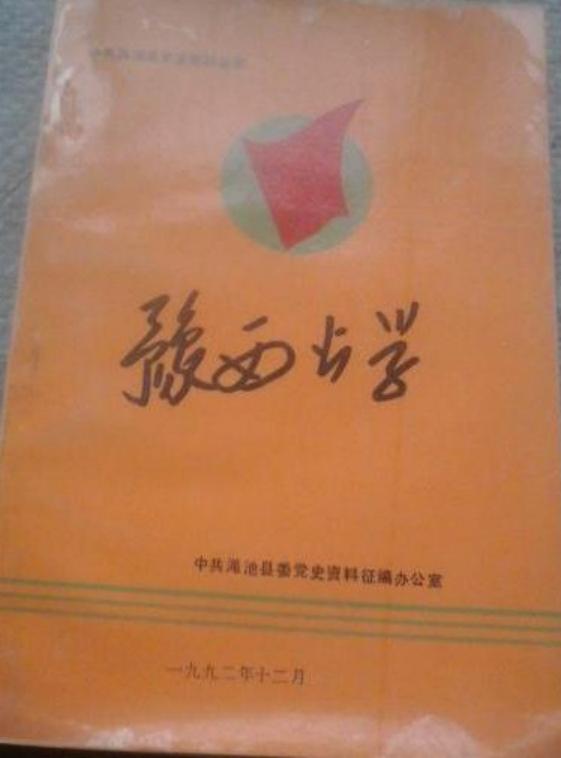 豫西大学
中共渑池县委党史资料征编办公室
一九九二年十二月